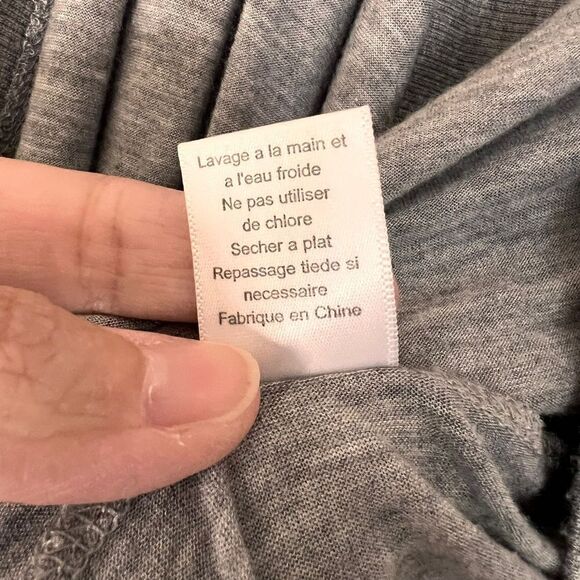 Lavage a la main et
a l'eau froide
Ne pas utiliser
de chlore
Secher a plat
Repassage tiede si
necessaire
Fabrique en Chine